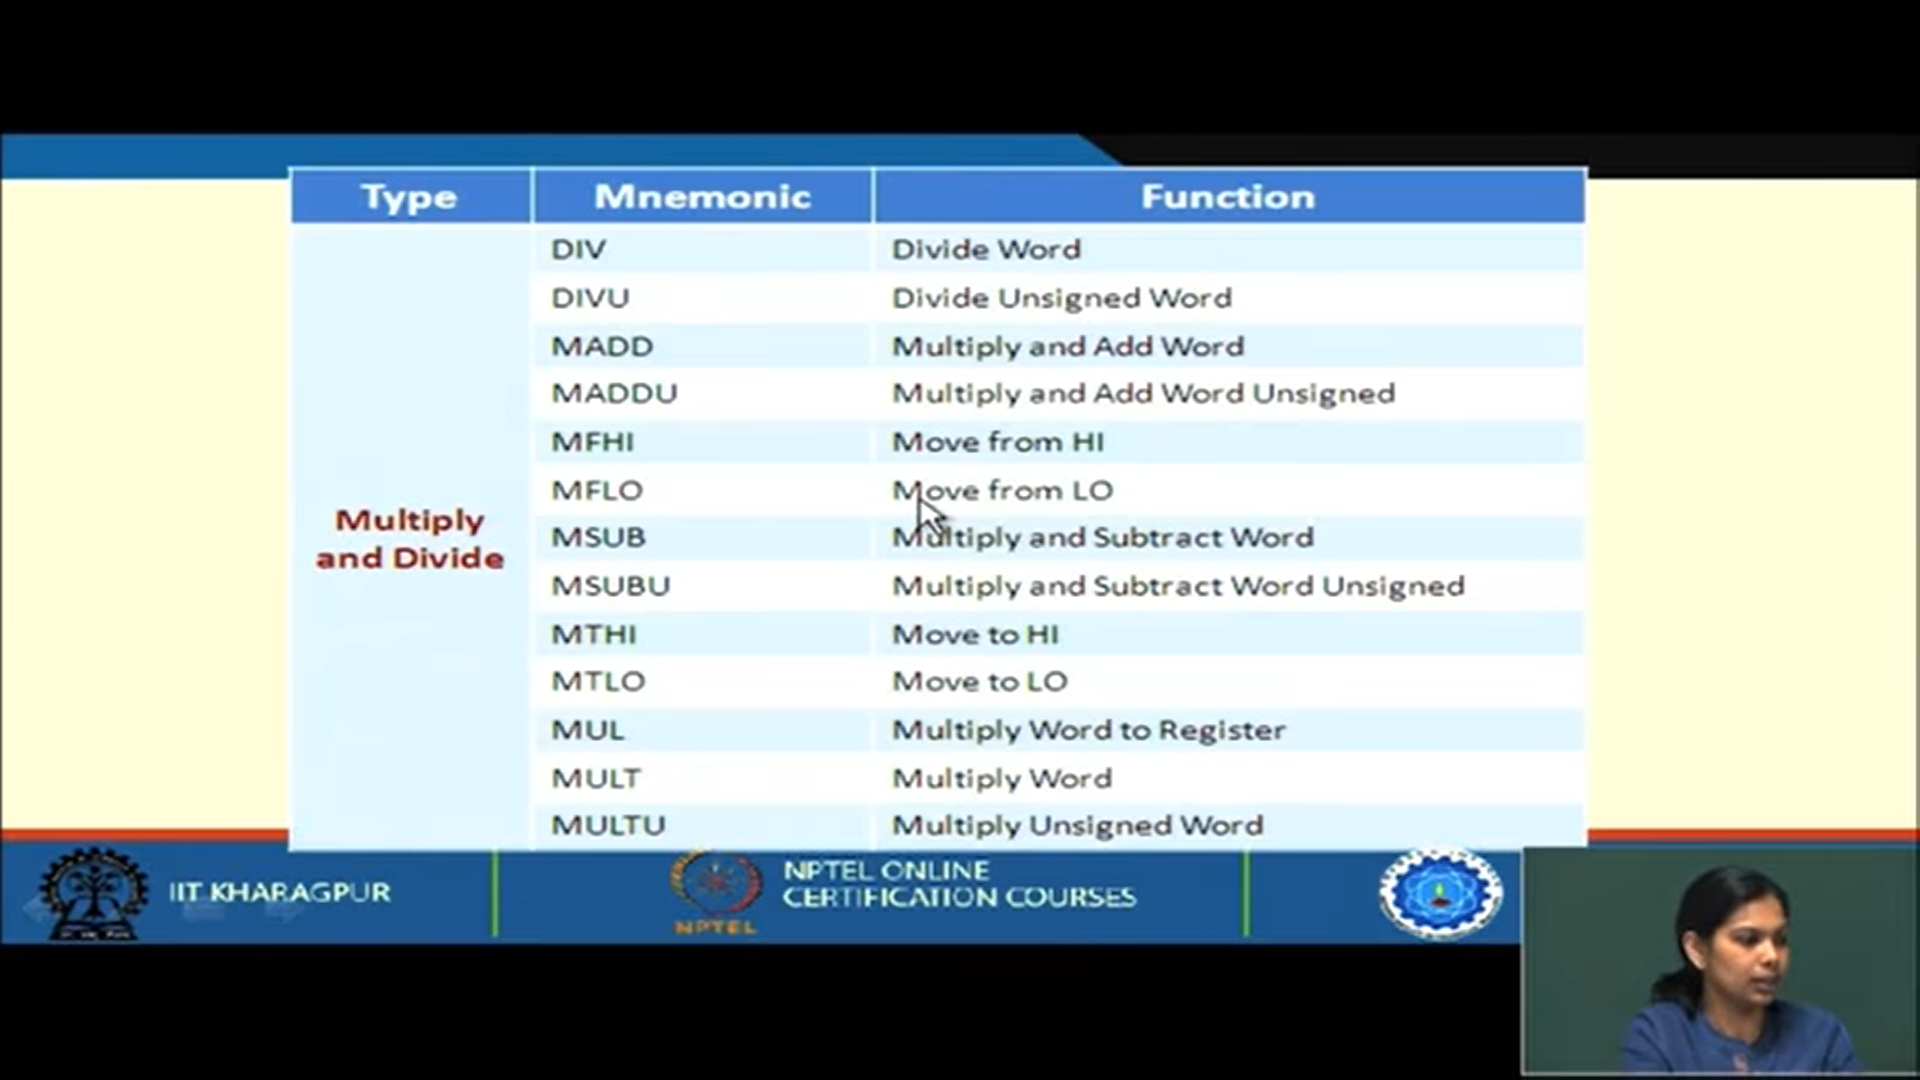 Type Mnemonic Function
DIV Divide Word
DIVU Divide Unsigned Word
MADD Multiply and Add Word
MADDU Multiply and Add Word Unsigned
MFHI Move from HI
MFLO Move from LO
Multiply
and Divide
MSUB Multiply and Subtract Word
MSUBU Multiply and Subtract Word Unsigned
MTHI Move to HI
MTLO Move to LO
MUL Multiply Word to Register
MULT Multiply Word
MULTU Multiply Unsigned Word
IIT KHARAGPUR
NPTEL
NPTEL ONLINE
CERTIFICATION COURSES